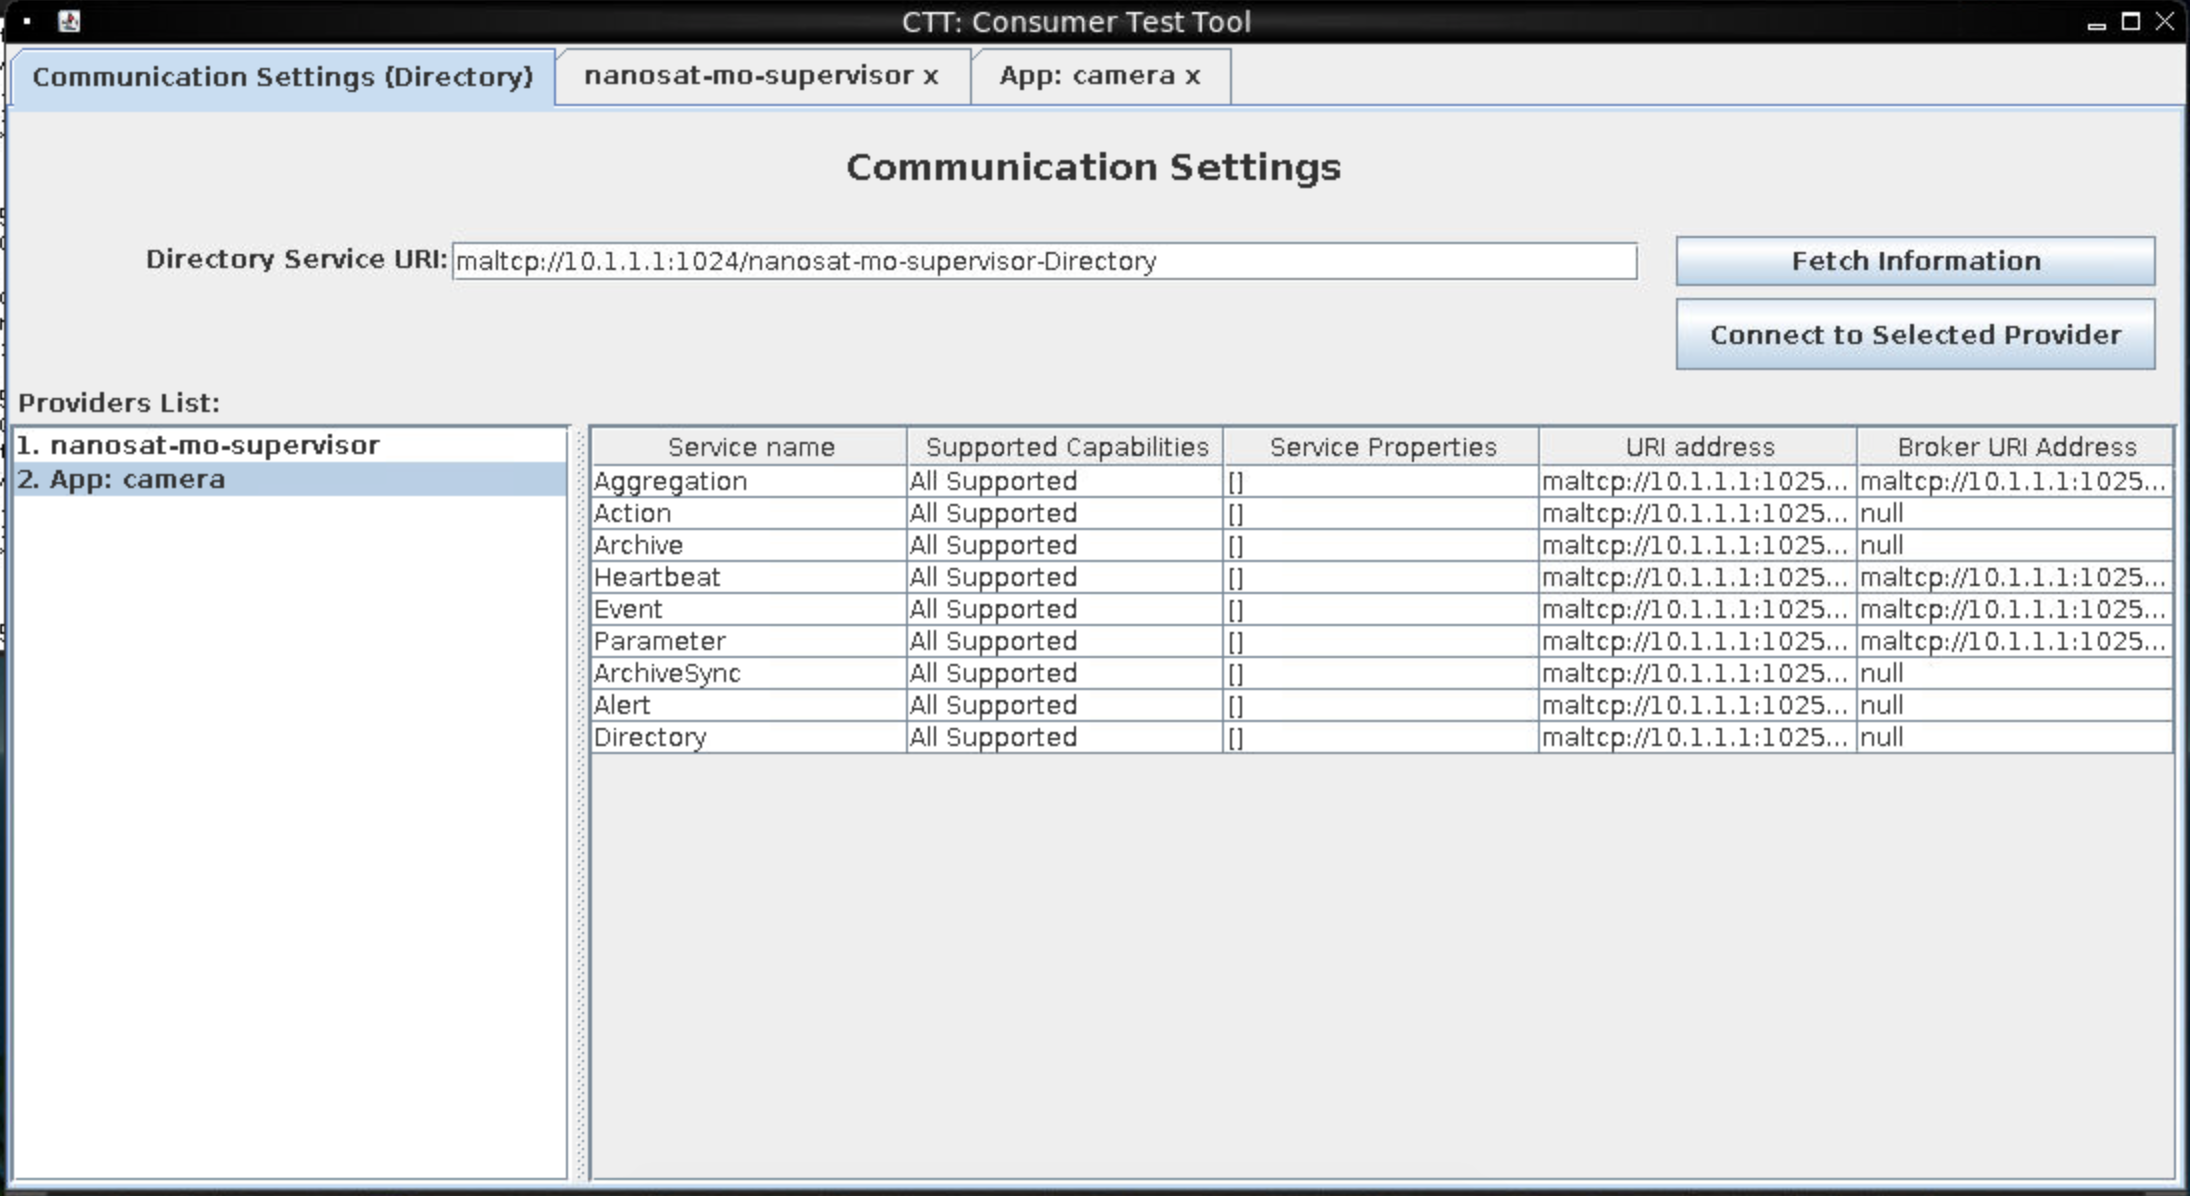 CTT: Consumer Test Tool
Communication Settings (Directory) nanosat-mo-supervisor x App: camera x
Communication Settings
Directory Service URI: maltcp://10.1.1.1:1024/nanosat-mo-supervisor-Directory Fetch Information
Connect to Selected Provider
Providers List:
1. nanosat-mo-supervisor
2. App: camera
Service name Supported Capabilities Service Properties URI address Broker URI Address
Aggregation All Supported [] maltcp://10.1.1.1:1025... maltcp://10.1.1.1:1025...
Action All Supported [] maltcp://10.1.1.1:1025... null
Archive All Supported [] maltcp://10.1.1.1:1025... null
Heartbeat All Supported [] maltcp://10.1.1.1:1025... maltcp://10.1.1.1:1025...
Event All Supported [] maltcp://10.1.1.1:1025... maltcp://10.1.1.1:1025...
Parameter All Supported [] maltcp://10.1.1.1:1025... maltcp://10.1.1.1:1025...
ArchiveSync All Supported [] maltcp://10.1.1.1:1025... null
Alert All Supported [] maltcp://10.1.1.1:1025... null
Directory All Supported [] maltcp://10.1.1.1:1025... null